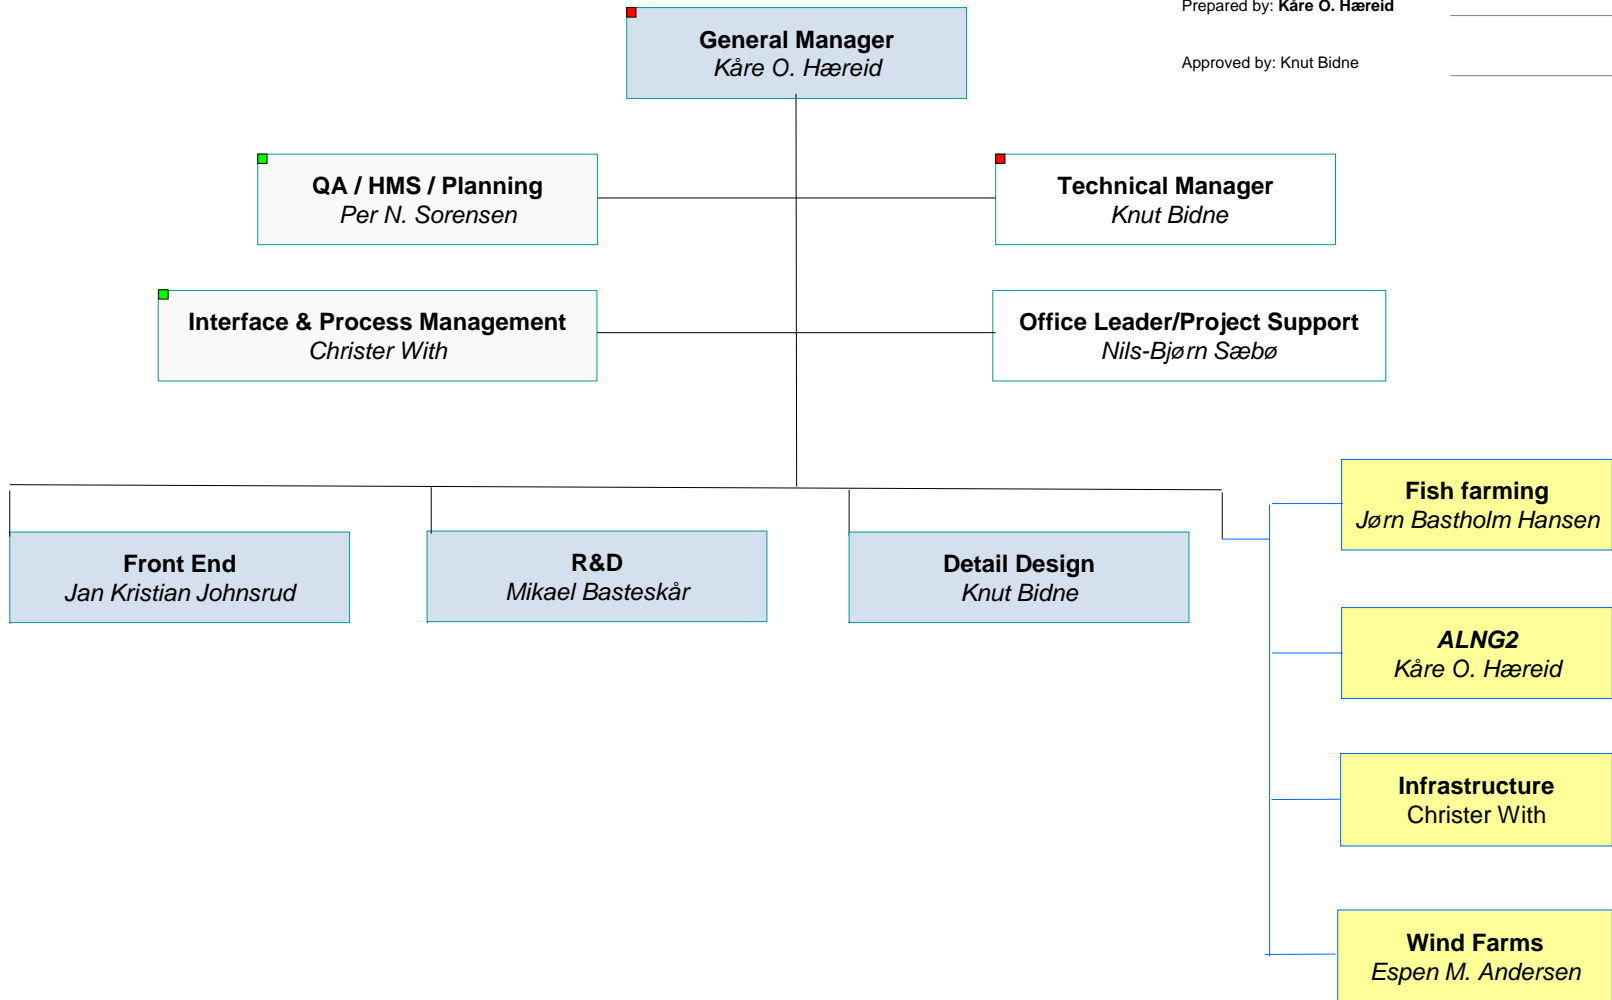 Prepared by: Kåre O. Hæreid
Approved by: Knut Bidne
General Manager
Kåre O. Hæreid
QA / HMS / Planning
Per N. Sorensen
Technical Manager
Knut Bidne
Interface & Process Management
Christer With
Office Leader/Project Support
Nils-Bjørn Sæbø
Front End
Jan Kristian Johnsrud
R&D
Mikael Basteskår
Detail Design
Knut Bidne
Fish farming
Jørn Bastholm Hansen
ALNG2
Kåre O. Hæreid
Infrastructure
Christer With
Wind Farms
Espen M. Andersen